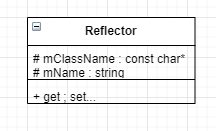 Reflector
# mClassName : const char*
# mName : string
+ get ; set...